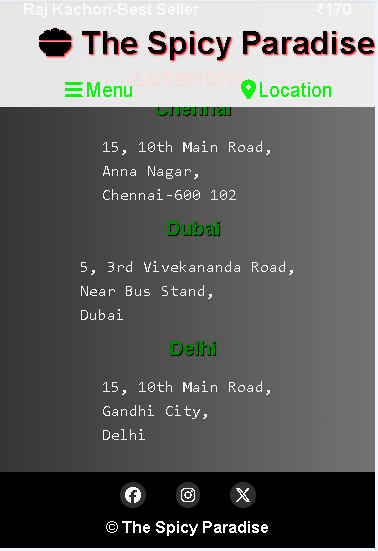 Raj Kachori-Best Seller ₹170
The Spicy Paradise
Locations
Menu Location
Chennai
15, 10th Main Road,
Anna Nagar,
Chennai-600 102
Dubai
5, 3rd Vivekananda Road,
Near Bus Stand,
Dubai
Delhi
15, 10th Main Road,
Gandhi City,
Delhi
© The Spicy Paradise